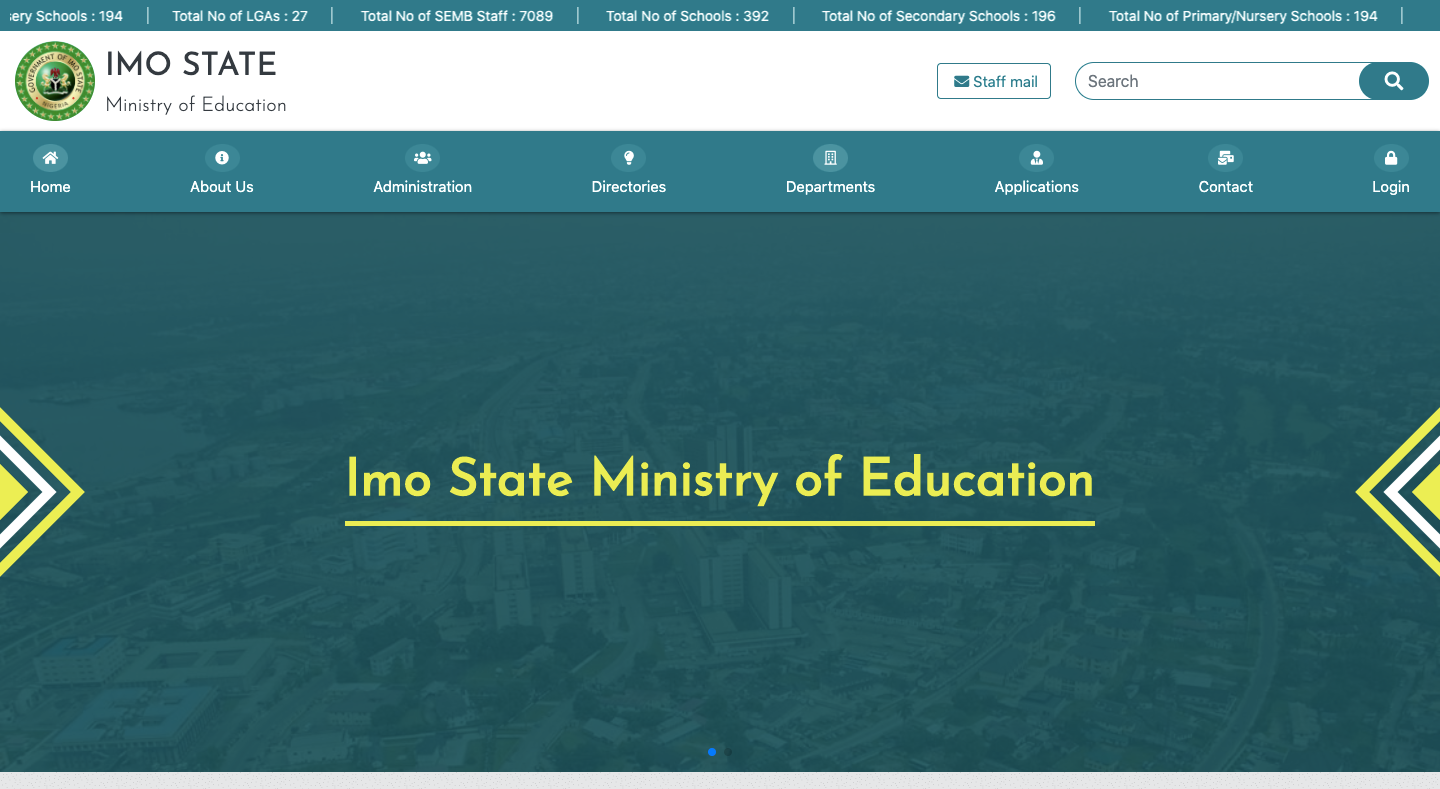 Schools : 194 | Total No of LGAs : 27 | Total No of SEMB Staff : 7089 | Total No of Schools : 392 | Total No of Secondary Schools : 196 | Total No of Primary/Nursery Schools : 194 |
GOVERNMENT OF IMO STATE
NIGERIA
IMO STATE
Ministry of Education
Staff mail
Search
Home
About Us
Administration
Directories
Departments
Applications
Contact
Login
Imo State Ministry of Education